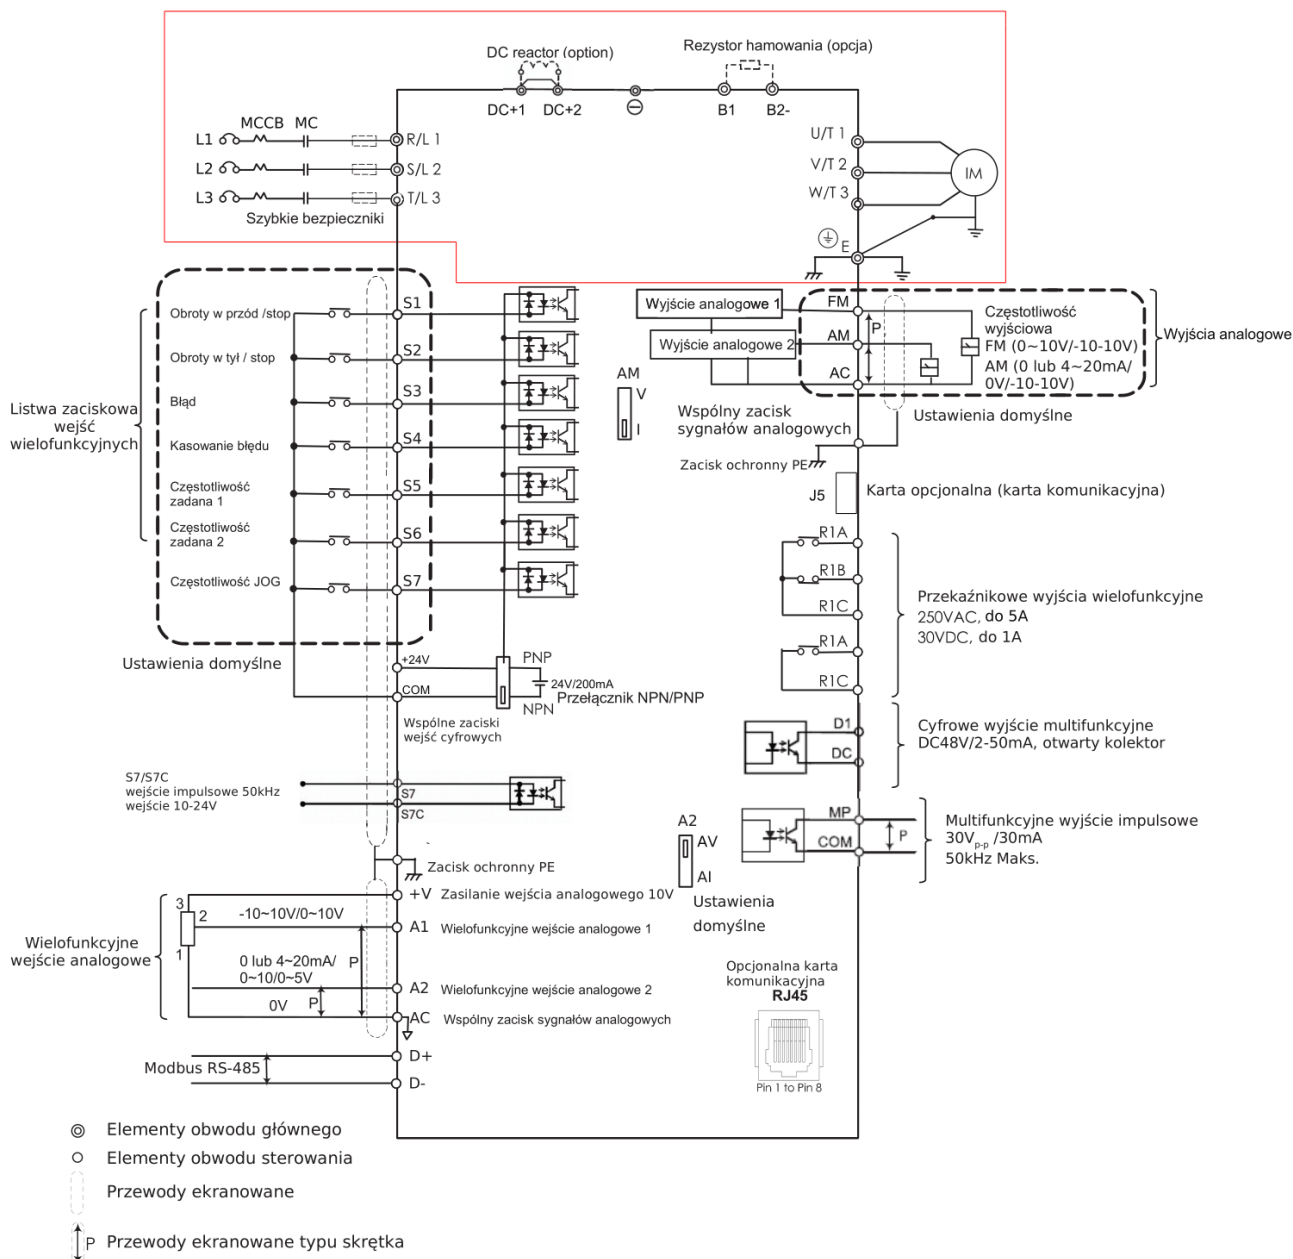 DC reactor (option)
Rezystor hamowania (opcja)
DC+1
DC+2
B1
B2-
MCCB
MC
L1
R/L 1
L2
S/L 2
L3
T/L 3
Szybkie bezpieczniki
U/T 1
V/T 2
W/T 3
IM
E
Obroty w przód /stop
S1
Obroty w tył / stop
S2
Błąd
S3
Kasowanie błędu
S4
Częstotliwość
zadana 1
S5
Częstotliwość
zadana 2
S6
Częstotliwość JOG
S7
Listwa zaciskowa
wejść
wielofunkcyjnych
Ustawienia domyślne
+24V
COM
PNP
24V/200mA
Przełącznik NPN/PNP
NPN
Wspólne zaciski
wejść cyfrowych
Wyjście analogowe 1
FM
Wyjście analogowe 2
AM
AC
P
Częstotliwość
wyjściowa
FM (0~10V/-10-10V)
AM (0 lub 4~20mA/
0V/-10-10V)
Wyjścia analogowe
AM
V
I
Wspólny zacisk
sygnałów analogowych
Ustawienia domyślne
Zacisk ochronny PE
J5
Karta opcjonalna (karta komunikacyjna)
R1A
R1B
R1C
R1A
R1C
Przekaźnikowe wyjścia wielofunkcyjne
250VAC, do 5A
30VDC, do 1A
D1
DC
Cyfrowe wyjście multifunkcyjne
DC48V/2-50mA, otwarty kolektor
S7/S7C
wejście impulsowe 50kHz
wejście 10-24V
S7
S7C
MP
COM
P
Multifunkcyjne wyjście impulsowe
30Vp-p /30mA
50kHz Maks.
A2
AV
AI
Ustawienia
domyślne
Zacisk ochronny PE
+V
Zasilanie wejścia analogowego 10V
3
2
1
-10~10V/0~10V
A1
Wielofunkcyjne wejście analogowe 1
Wielofunkcyjne
wejście analogowe
0 lub 4~20mA/
0~10/0~5V
P
A2
Wielofunkcyjne wejście analogowe 2
0V
P
AC
Wspólny zacisk sygnałów analogowych
Modbus RS-485
D+
D-
Opcjonalna karta
komunikacyjna
RJ45
Pin 1 to Pin 8
Elementy obwodu głównego
Elementy obwodu sterowania
Przewody ekranowane
P
Przewody ekranowane typu skrętka